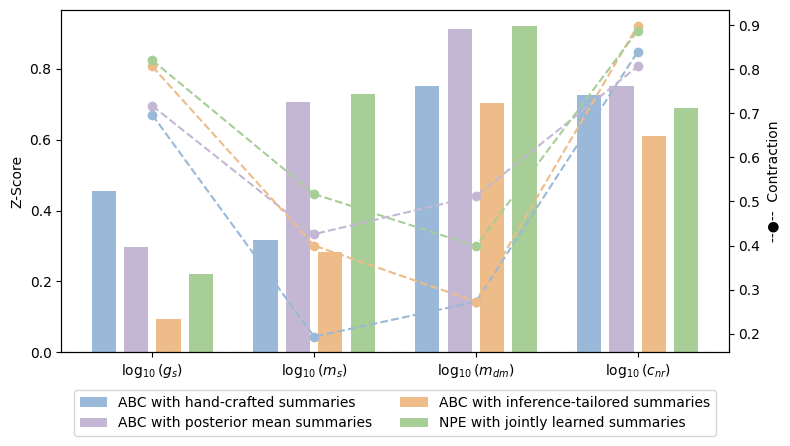 Z-Score
0.8
0.6
0.4
0.2
0.0
0.9
0.8
0.7
0.6
0.5
0.4
0.3
0.2
--●-- Contraction
log₁₀(gₛ)
log₁₀(mₛ)
log₁₀(m_dm)
log₁₀(c_nr)
ABC with hand-crafted summaries
ABC with posterior mean summaries
ABC with inference-tailored summaries
NPE with jointly learned summaries